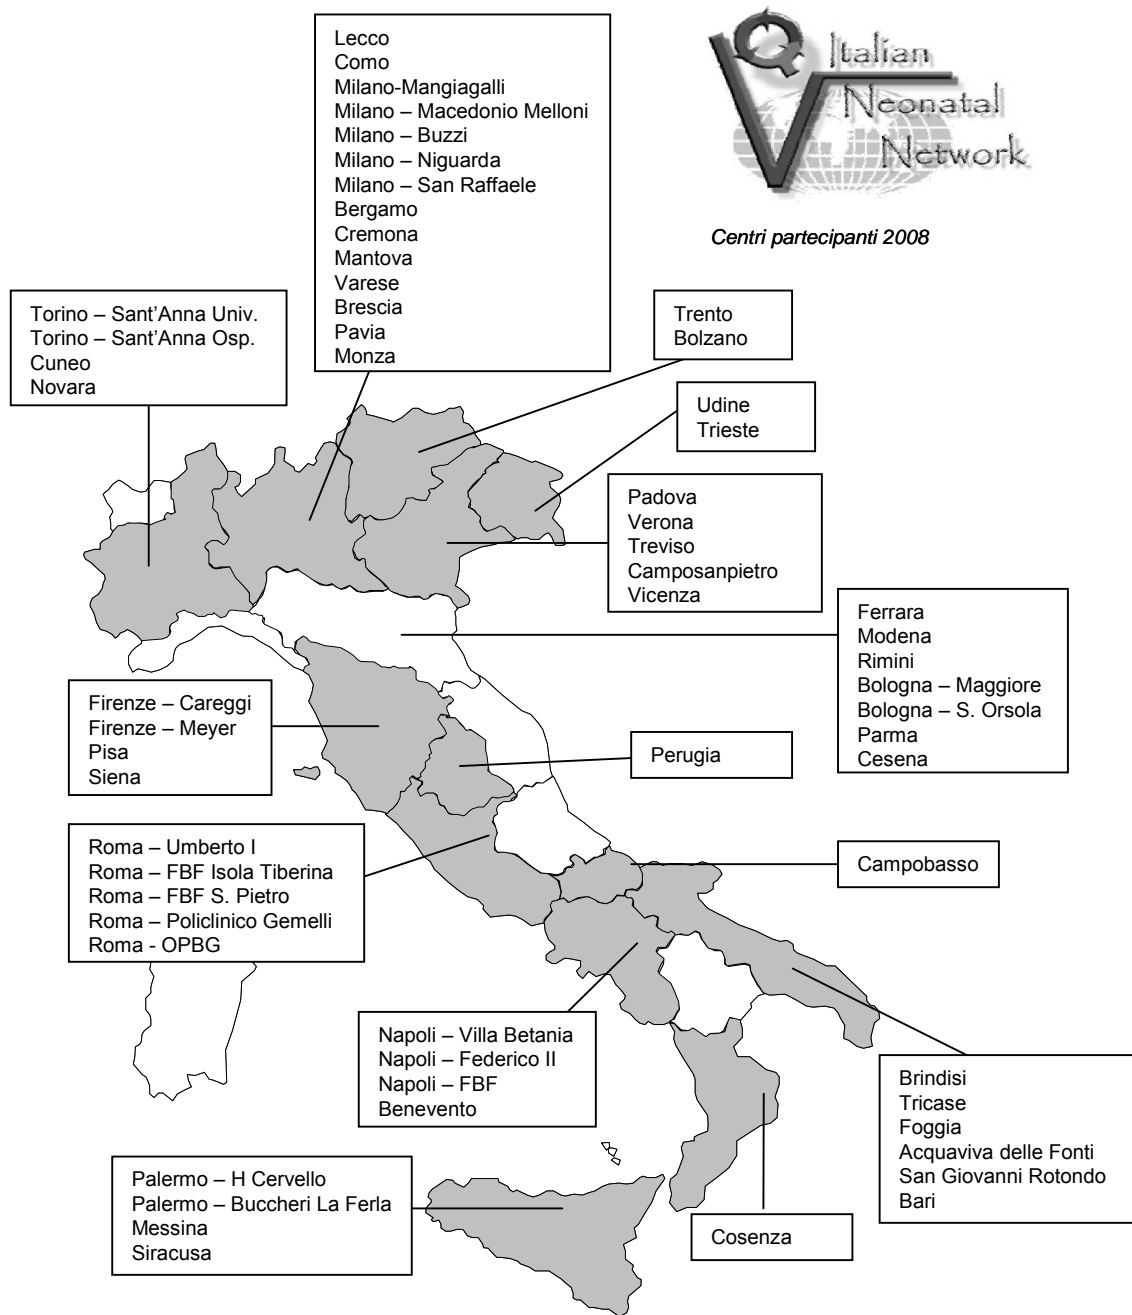 Italian
Neonatal
Network
Centri partecipanti 2008
Lecco
Como
Milano-Mangiagalli
Milano – Macedonio Melloni
Milano – Buzzi
Milano – Niguarda
Milano – San Raffaele
Bergamo
Cremona
Mantova
Varese
Brescia
Pavia
Monza
Torino – Sant'Anna Univ.
Torino – Sant'Anna Osp.
Cuneo
Novara
Trento
Bolzano
Udine
Trieste
Padova
Verona
Treviso
Camposanpietro
Vicenza
Ferrara
Modena
Rimini
Bologna – Maggiore
Bologna – S. Orsola
Parma
Cesena
Firenze – Careggi
Firenze – Meyer
Pisa
Siena
Perugia
Roma – Umberto I
Roma – FBF Isola Tiberina
Roma – FBF S. Pietro
Roma – Policlinico Gemelli
Roma - OPBG
Campobasso
Napoli – Villa Betania
Napoli – Federico II
Napoli – FBF
Benevento
Brindisi
Tricase
Foggia
Acquaviva delle Fonti
San Giovanni Rotondo
Bari
Palermo – H Cervello
Palermo – Buccheri La Ferla
Messina
Siracusa
Cosenza